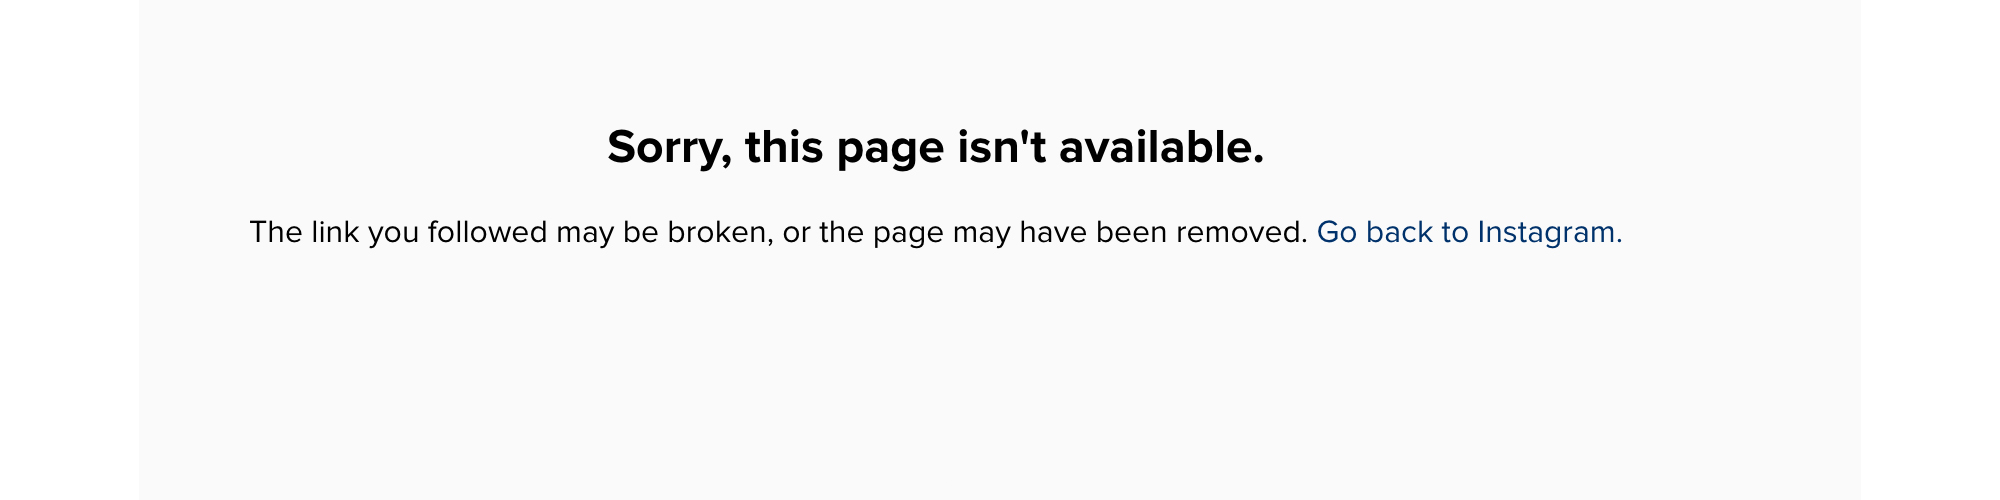 Sorry, this page isn't available.
The link you followed may be broken, or the page may have been removed. Go back to Instagram.